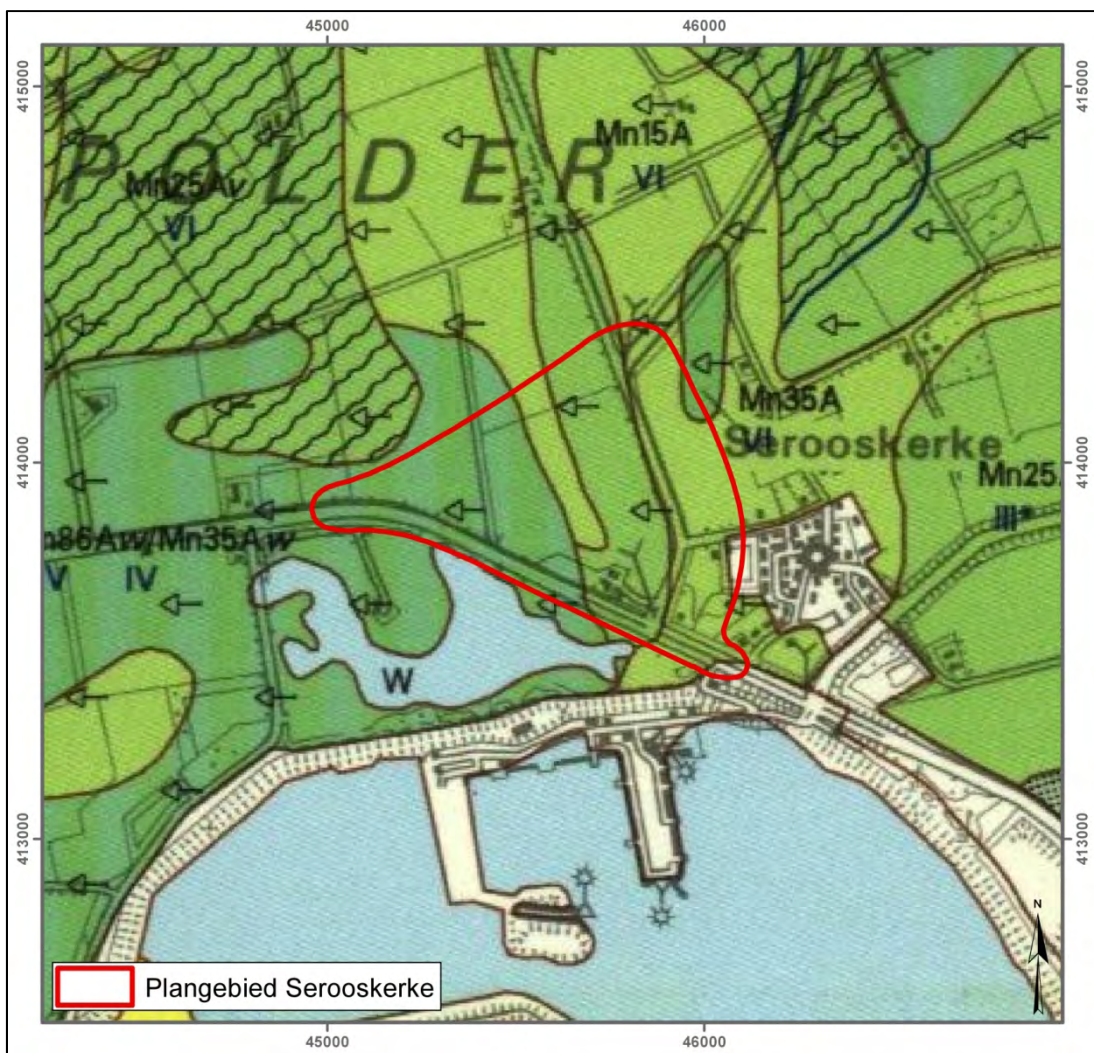 45000 46000
415000 415000
POLDER
Mn15A
VI
Mn25Av
VI
Mn35A
VI
Serooskerke
414000 414000
Mn25
III*
n86Aw/Mn35Aw
V IV
W
413000 413000
N
Plangebied Serooskerke
45000 46000